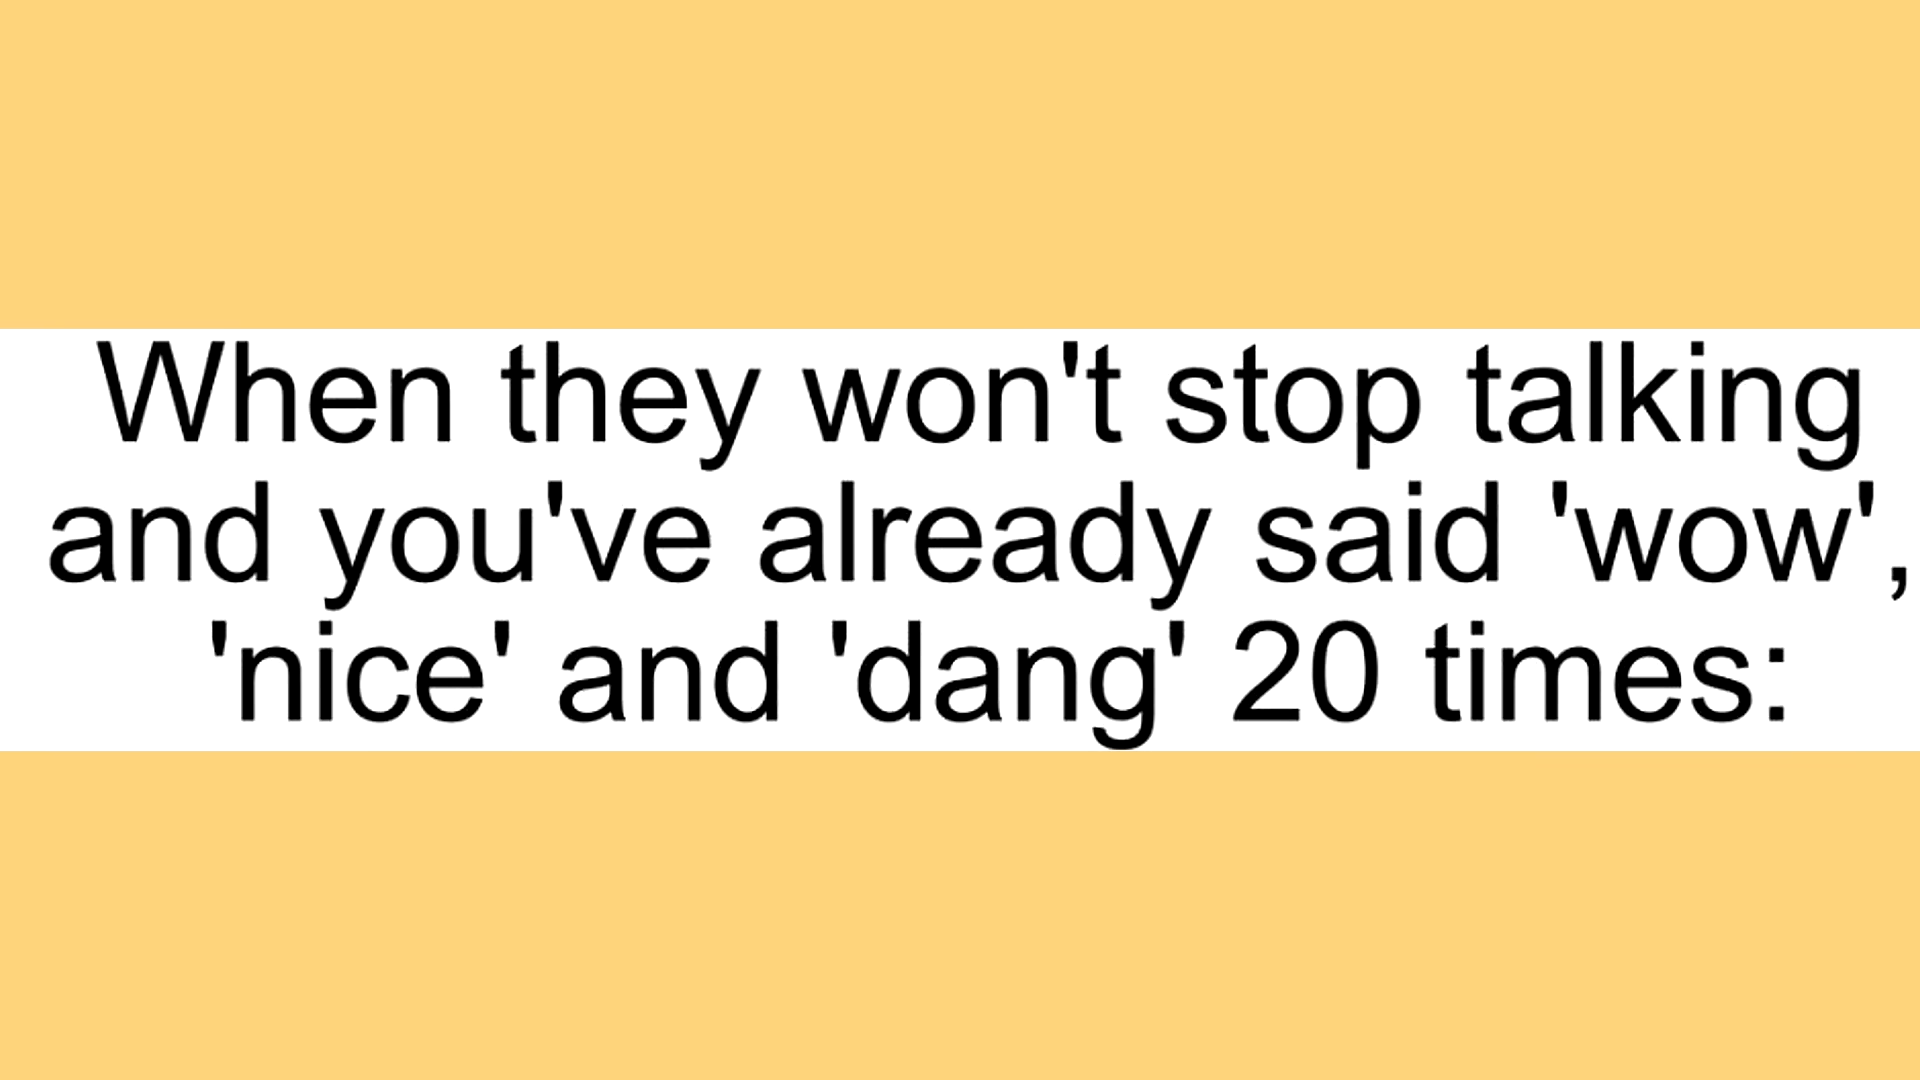 When they won't stop talking
and you've already said 'wow',
'nice' and 'dang' 20 times: